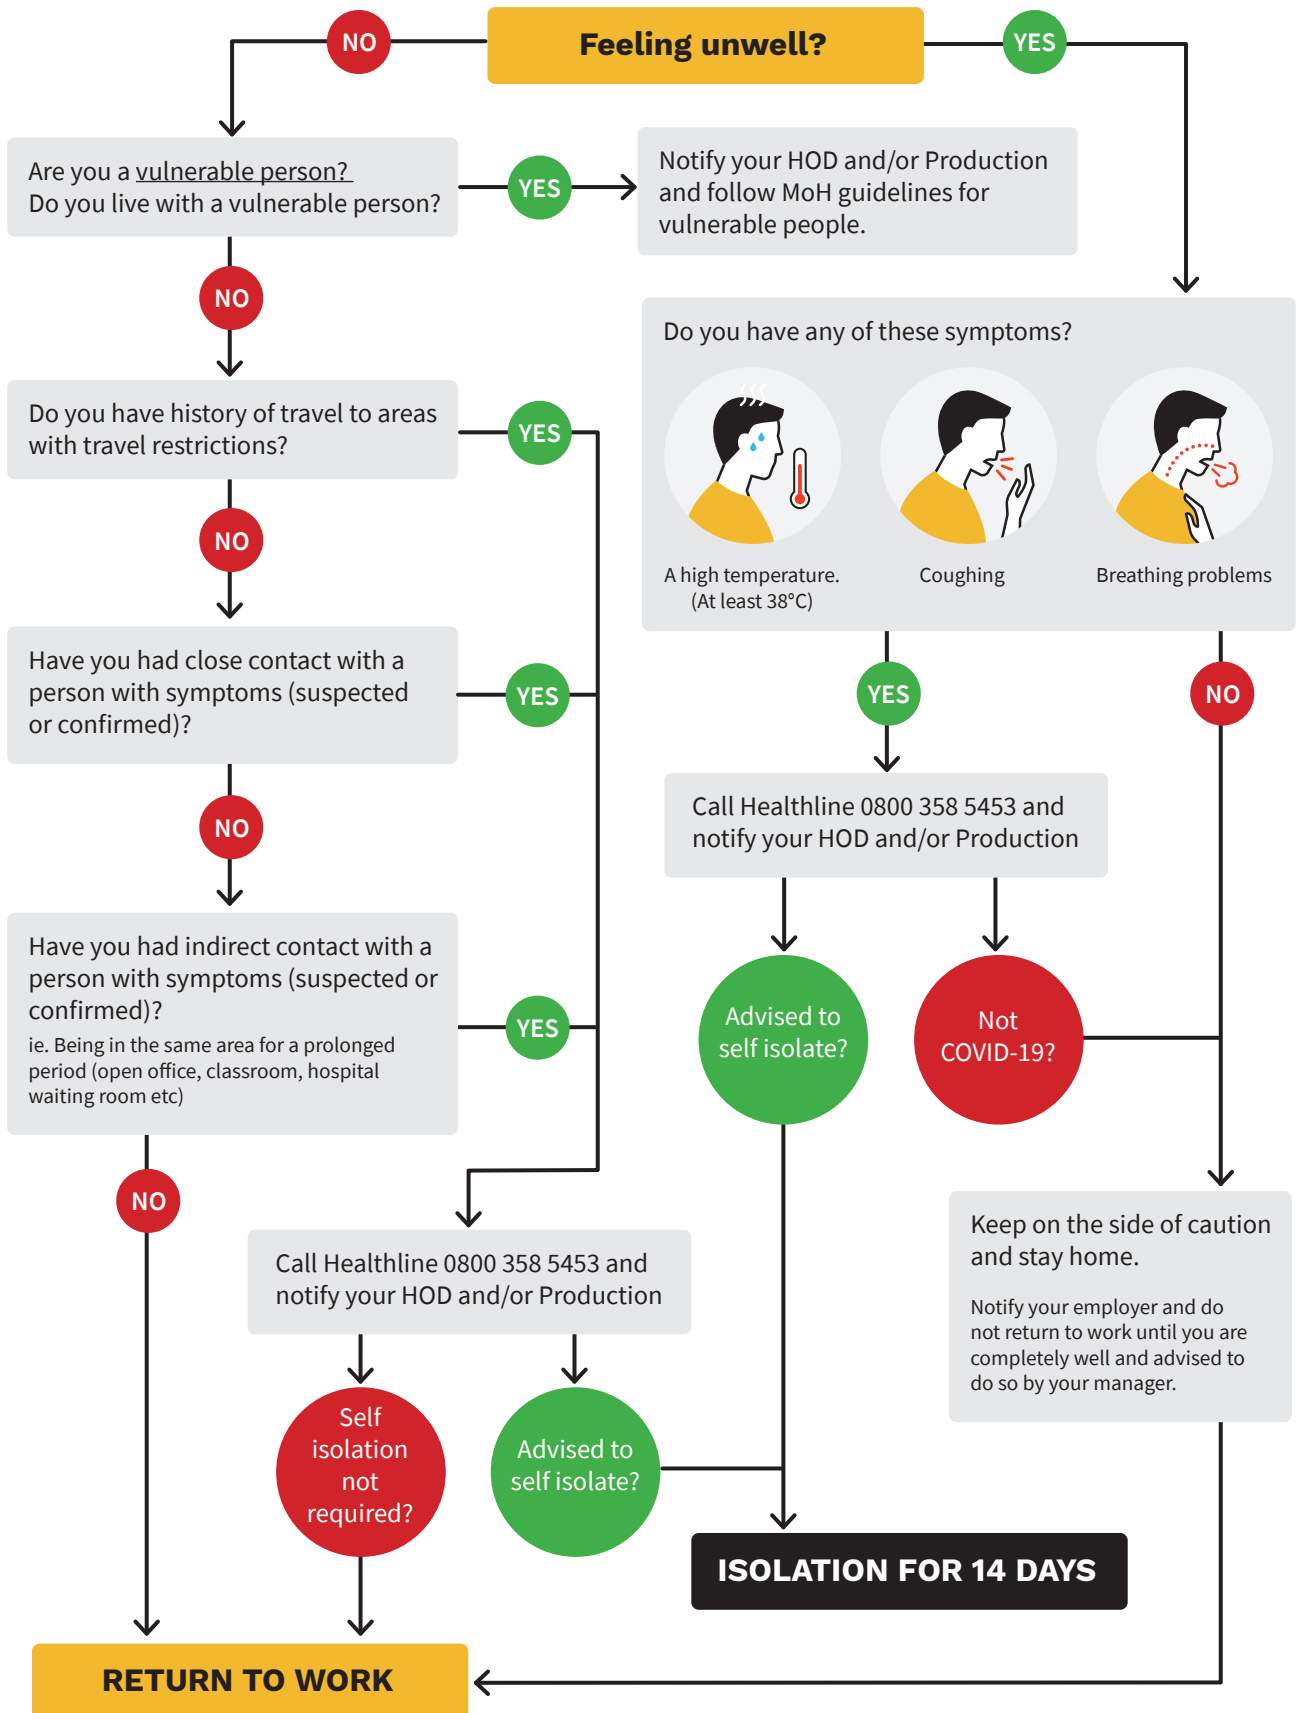 Feeling unwell?
NO
YES
Are you a vulnerable person?
Do you live with a vulnerable person?
YES
Notify your HOD and/or Production
and follow MoH guidelines for
vulnerable people.
NO
Do you have any of these symptoms?
A high temperature.
(At least 38°C)
Coughing
Breathing problems
Do you have history of travel to areas
with travel restrictions?
YES
NO
Have you had close contact with a
person with symptoms (suspected
or confirmed)?
YES
YES
NO
Call Healthline 0800 358 5453 and
notify your HOD and/or Production
NO
Have you had indirect contact with a
person with symptoms (suspected or
confirmed)?
ie. Being in the same area for a prolonged
period (open office, classroom, hospital
waiting room etc)
YES
Advised to
self isolate?
Not
COVID-19?
NO
Call Healthline 0800 358 5453 and
notify your HOD and/or Production
Keep on the side of caution
and stay home.
Notify your employer and do
not return to work until you are
completely well and advised to
do so by your manager.
Self
isolation
not
required?
Advised to
self isolate?
ISOLATION FOR 14 DAYS
RETURN TO WORK